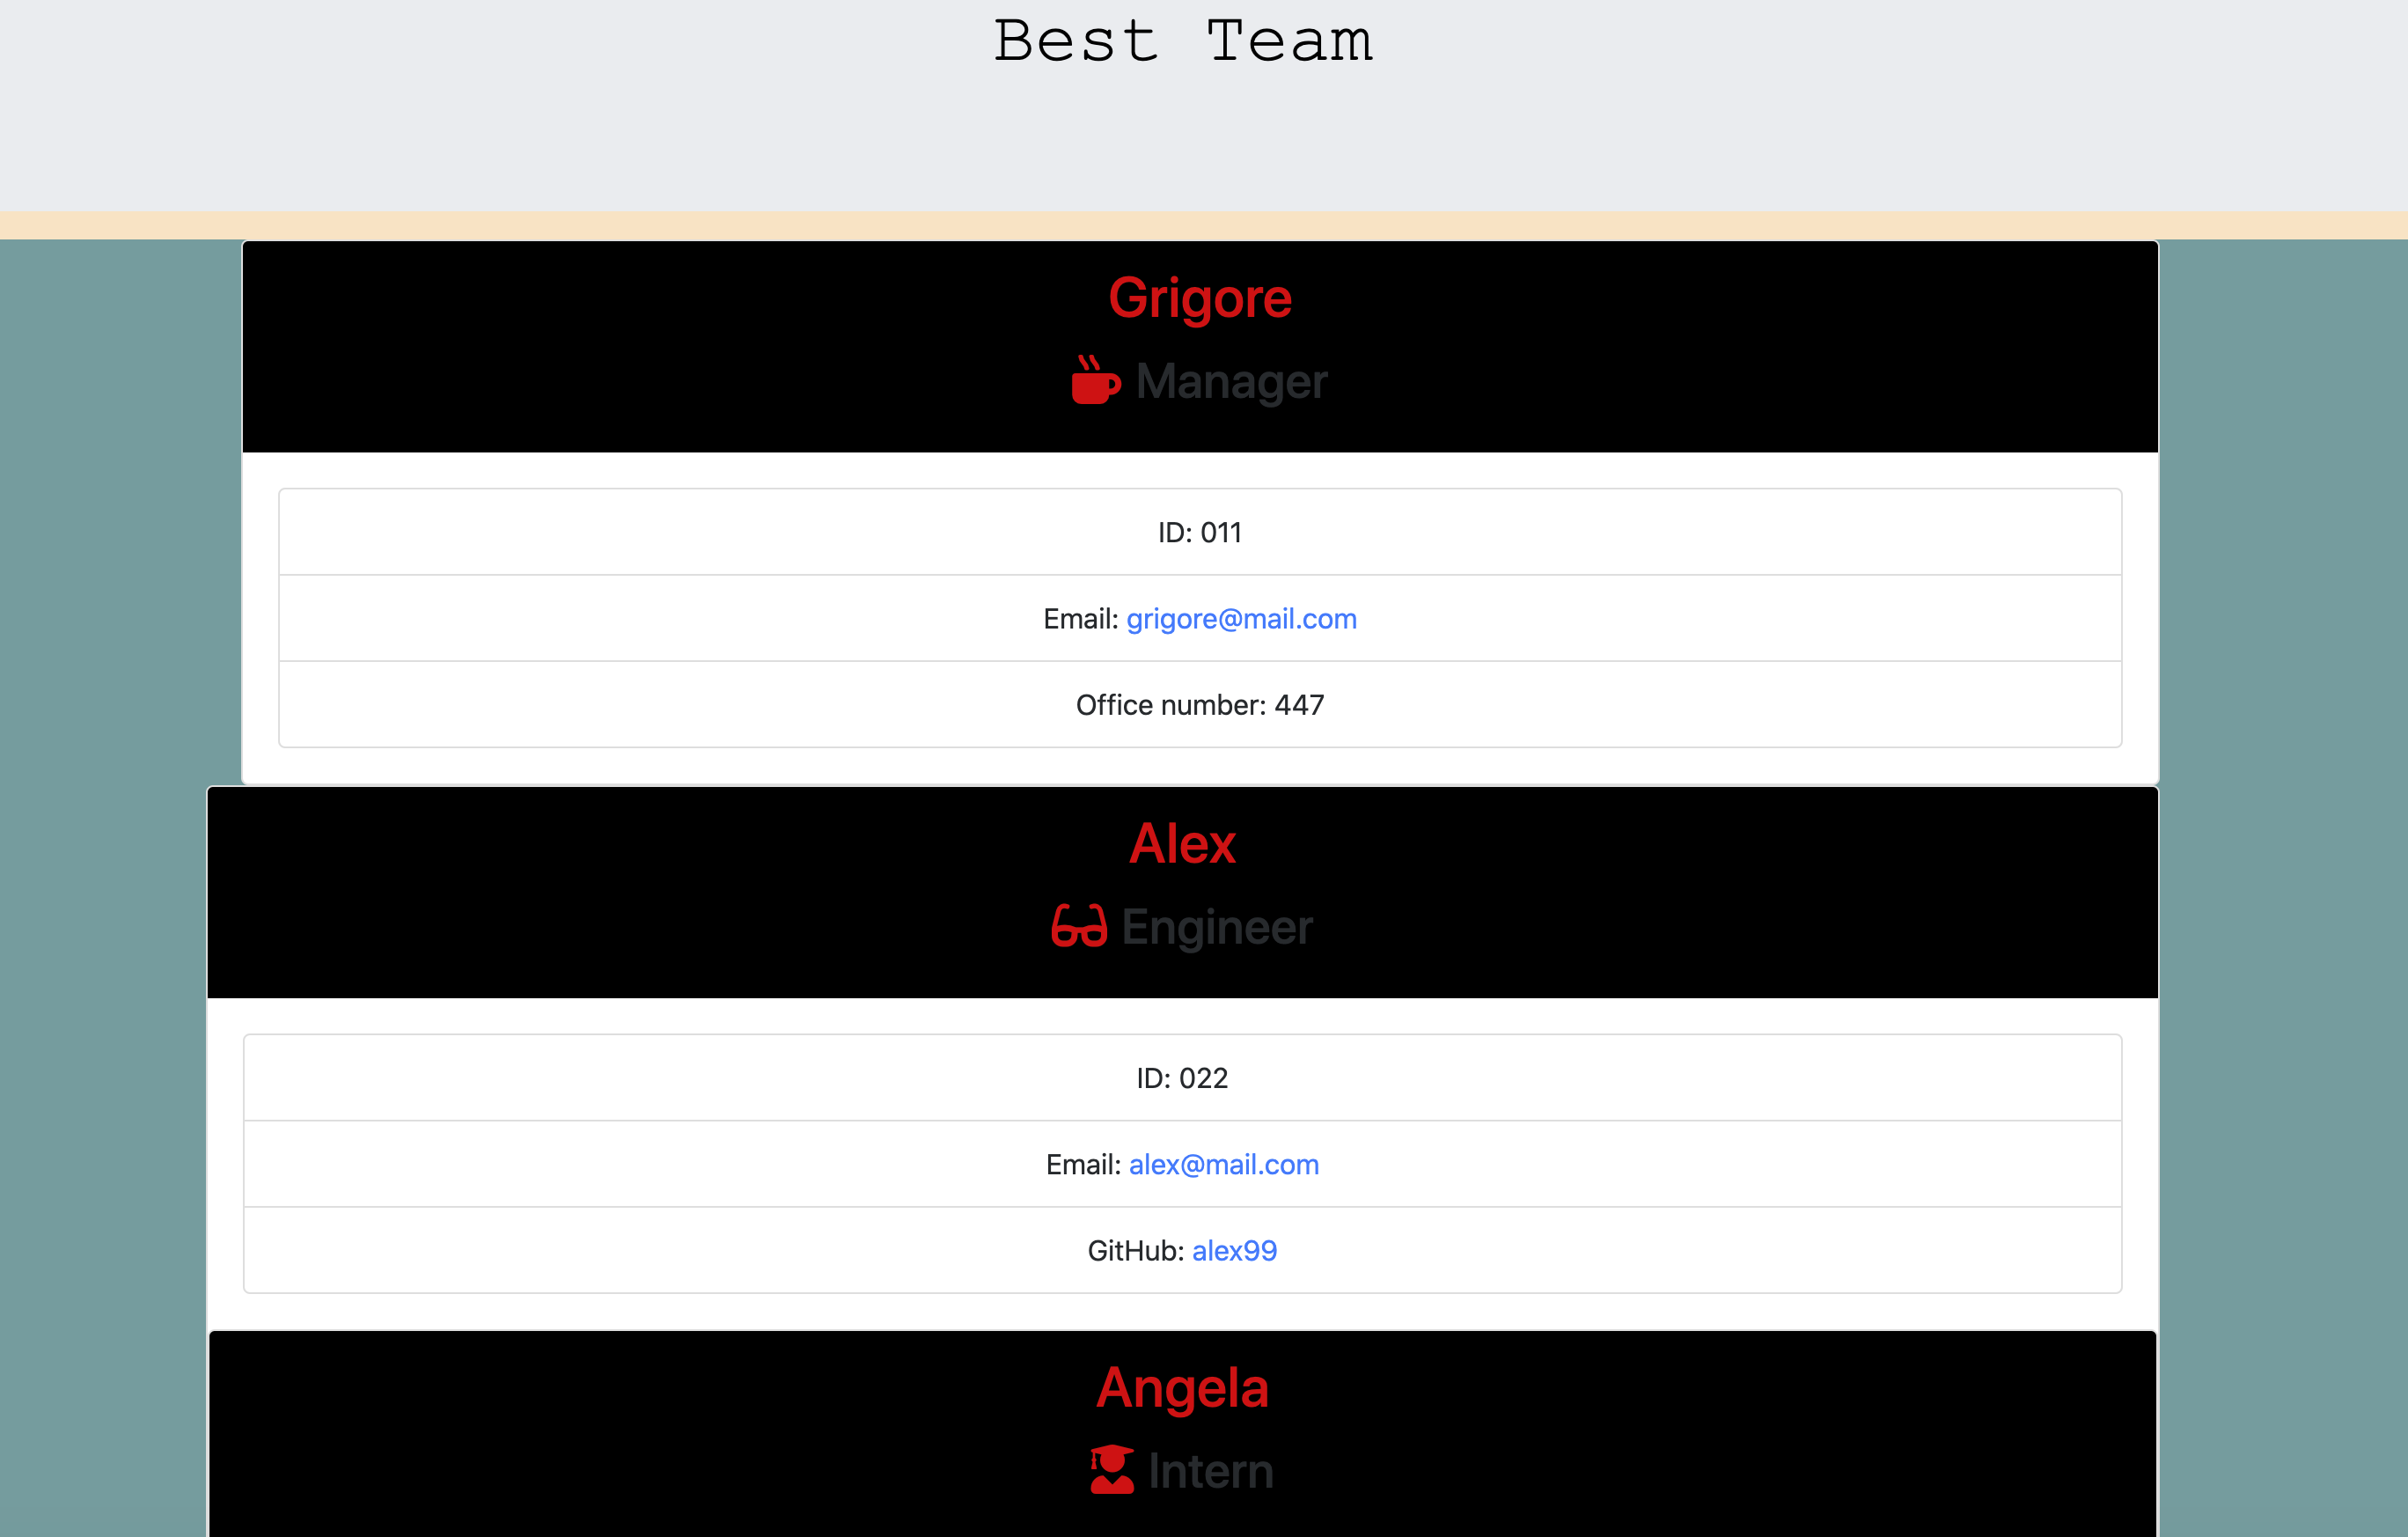 Best Team
Grigore
Manager
ID: 011
Email: grigore@mail.com
Office number: 447
Alex
Engineer
ID: 022
Email: alex@mail.com
GitHub: alex99
Angela
Intern